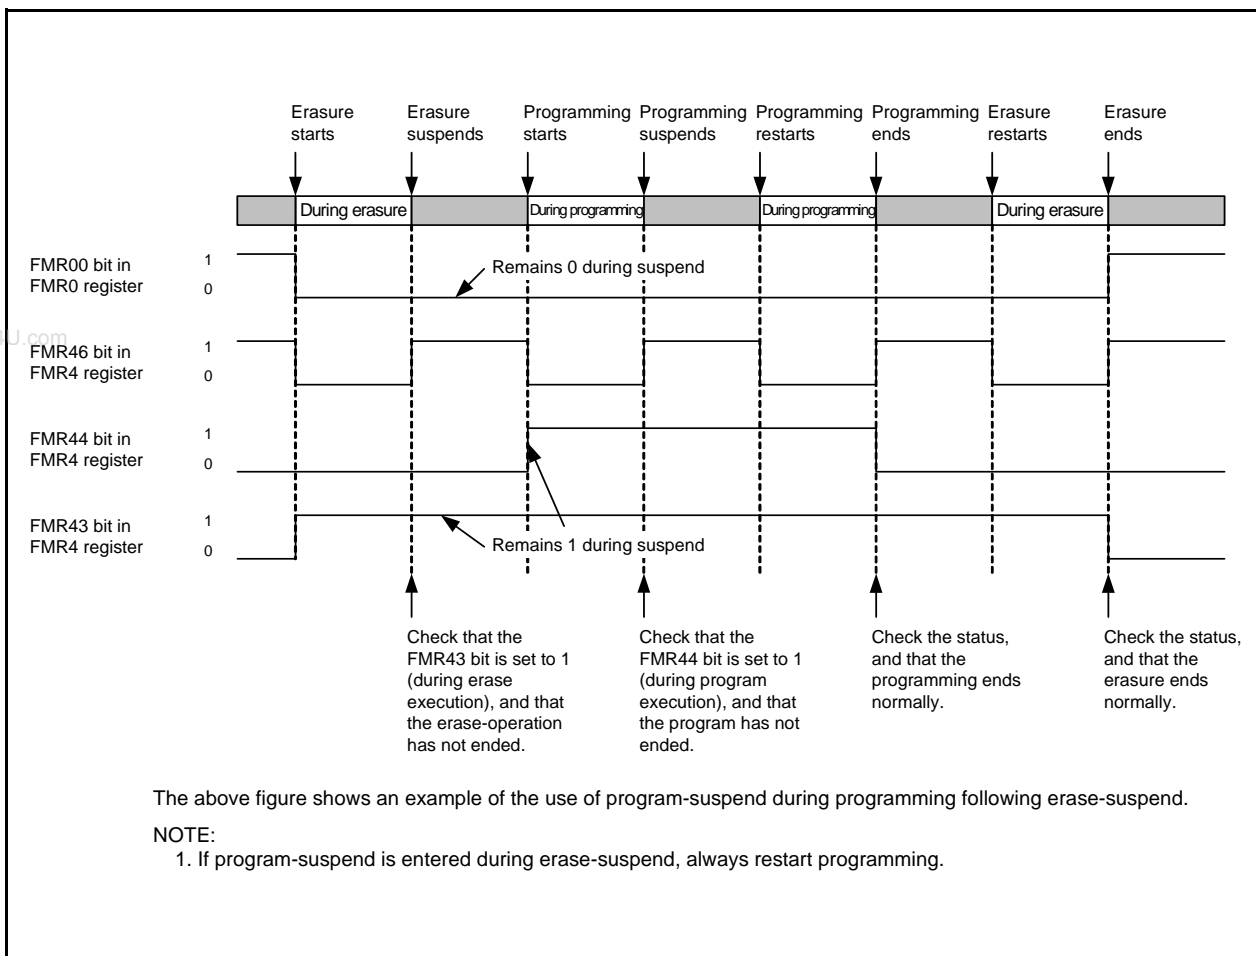 Erasure starts
Erasure suspends
Programming starts
Programming suspends
Programming restarts
Programming ends
Erasure restarts
Erasure ends
During erasure
During programming
During programming
During erasure
FMR00 bit in
FMR0 register
1
0
Remains 0 during suspend
4U.com
FMR46 bit in
FMR4 register
1
0
FMR44 bit in
FMR4 register
1
0
FMR43 bit in
FMR4 register
1
0
Remains 1 during suspend
Check that the
FMR43 bit is set to 1
(during erase
execution), and that
the erase-operation
has not ended.
Check that the
FMR44 bit is set to 1
(during program
execution), and that
the program has not
ended.
Check the status,
and that the
programming ends
normally.
Check the status,
and that the
erasure ends
normally.
The above figure shows an example of the use of program-suspend during programming following erase-suspend.
NOTE:
1. If program-suspend is entered during erase-suspend, always restart programming.